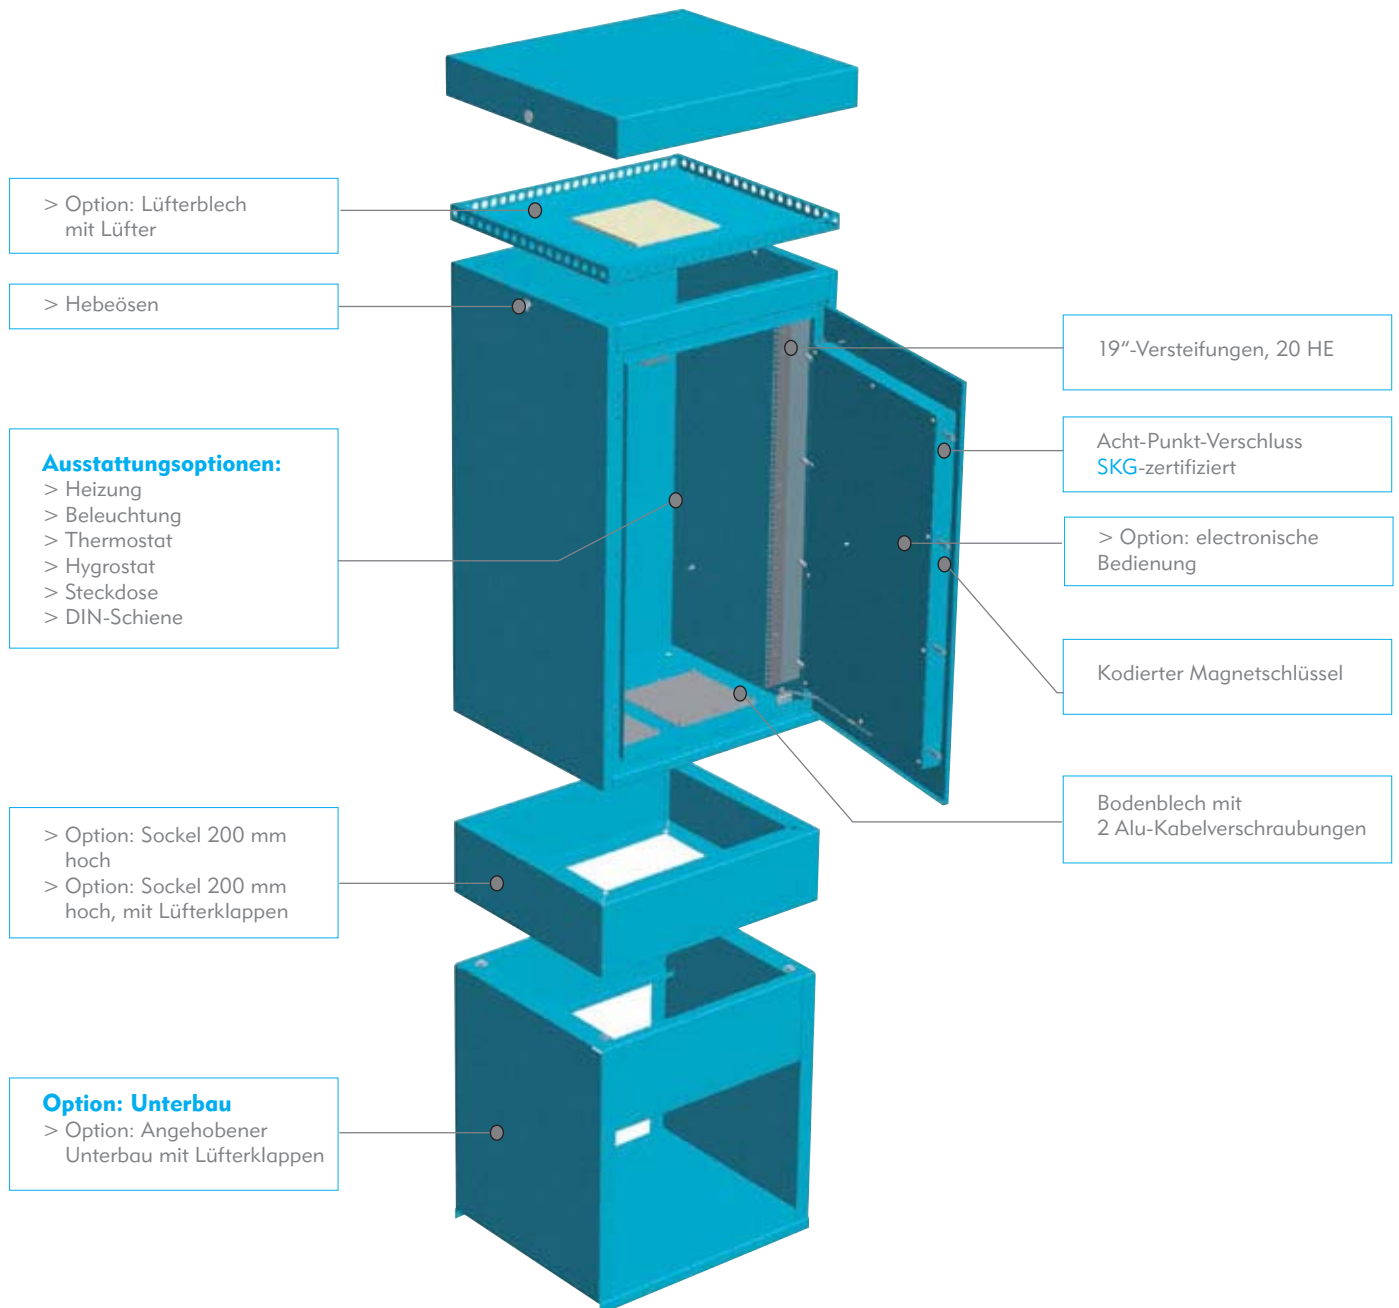 > Option: Lüfterblech
mit Lüfter
> Hebeösen
Ausstattungsoptionen:
> Heizung
> Beleuchtung
> Thermostat
> Hygrostat
> Steckdose
> DIN-Schiene
> Option: Sockel 200 mm
hoch
> Option: Sockel 200 mm
hoch, mit Lüfterklappen
Option: Unterbau
> Option: Angehobener
Unterbau mit Lüfterklappen
19“-Versteifungen, 20 HE
Acht-Punkt-Verschluss
SKG-zertifiziert
> Option: electronische
Bedienung
Kodierter Magnetschlüssel
Bodenblech mit
2 Alu-Kabelverschraubungen